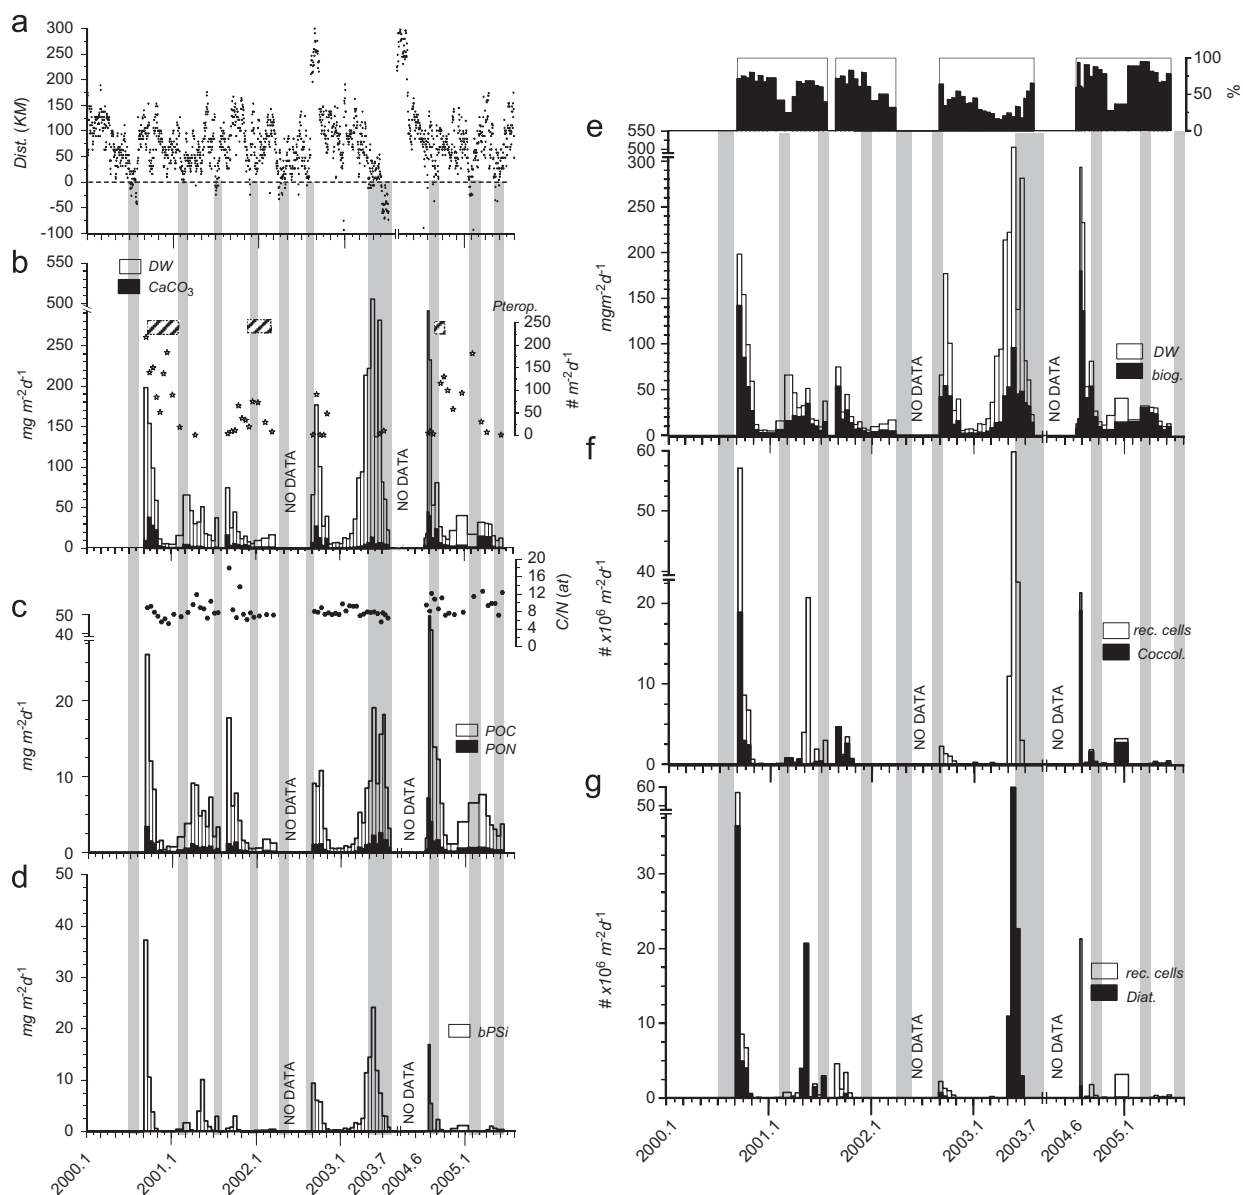 a
300
250
200
150
100
50
0
-50
-100
Dist. (KM)
b
550
500
250
200
150
100
50
0
mg m-2d-1
DW
CaCO3
Pterop.
250
200
150
100
50
0
# m-2d-1
NO DATA
NO DATA
c
50
40
20
10
0
mg m-2d-1
20
16
12
8
4
0
C/N (at)
POC
PON
NO DATA
NO DATA
d
50
40
30
20
10
0
mg m-2d-1
bPSi
NO DATA
NO DATA
2000.1
2001.1
2002.1
2003.1
2003.7
2004.6
2005.1
100
50
0
%
e
550
500
300
250
200
150
100
50
0
mgm-2d-1
DW
biog.
NO DATA
NO DATA
f
60
50
40
20
10
0
# x106 m-2d-1
rec. cells
Coccol.
NO DATA
NO DATA
g
60
50
30
20
10
0
# x106 m-2d-1
rec. cells
Diat.
NO DATA
NO DATA
2000.1
2001.1
2002.1
2003.1
2003.7
2004.6
2005.1